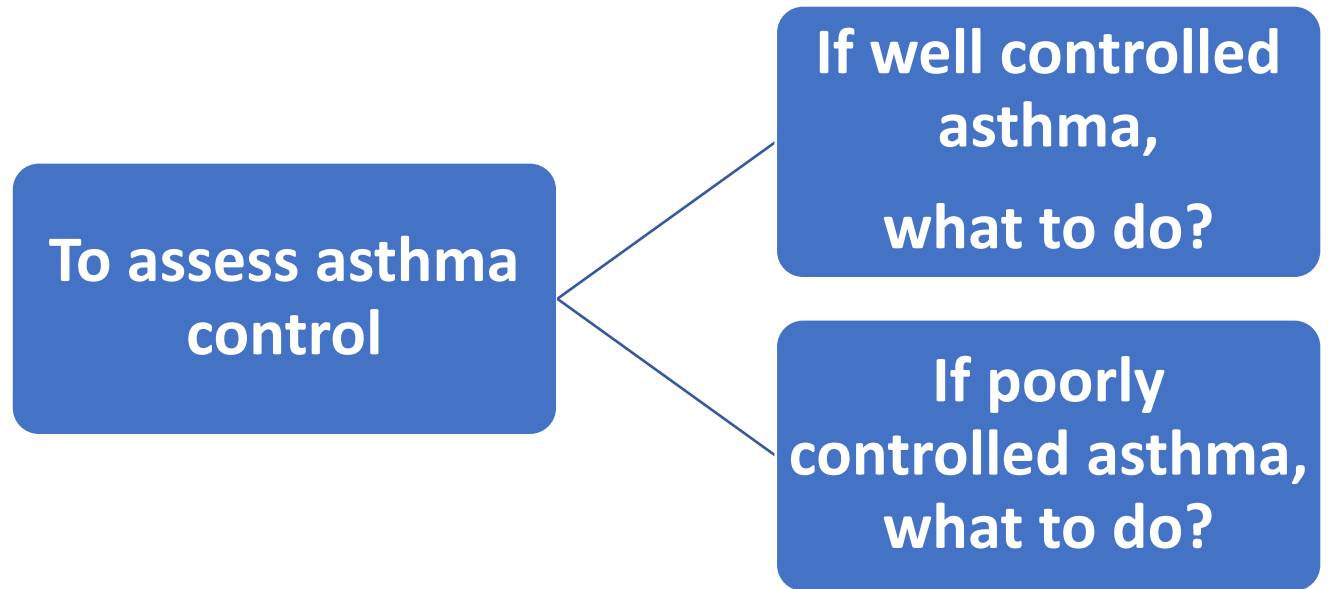 To assess asthma
control
If well controlled
asthma,
what to do?
If poorly
controlled asthma,
what to do?